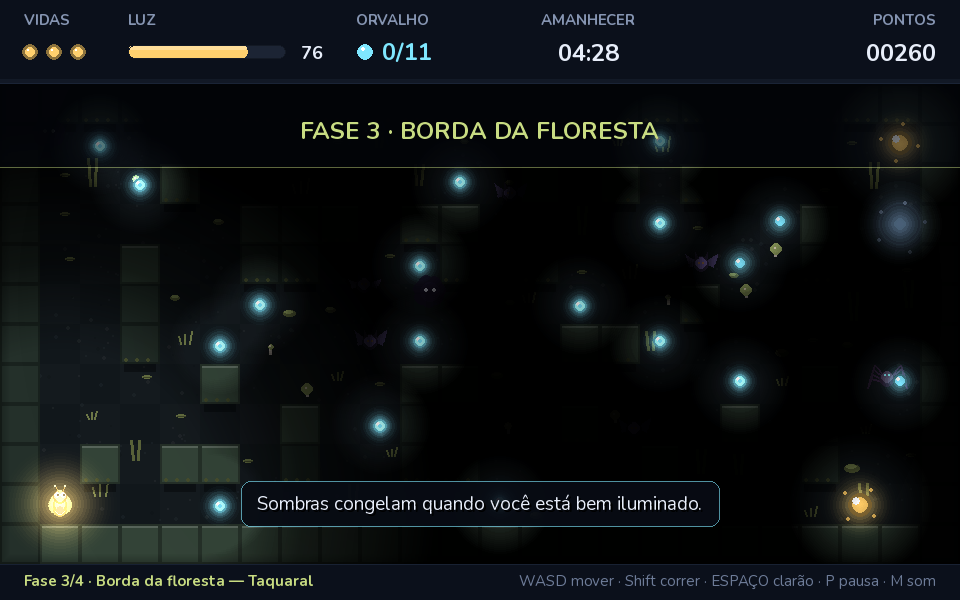 VIDAS LUZ ORVALHO AMANHECER PONTOS
76 0/11 04:28 00260
FASE 3 · BORDA DA FLORESTA
Sombras congelam quando você está bem iluminado.
Fase 3/4 · Borda da floresta — Taquaral WASD mover · Shift correr · ESPAÇO clarão · P pausa · M som